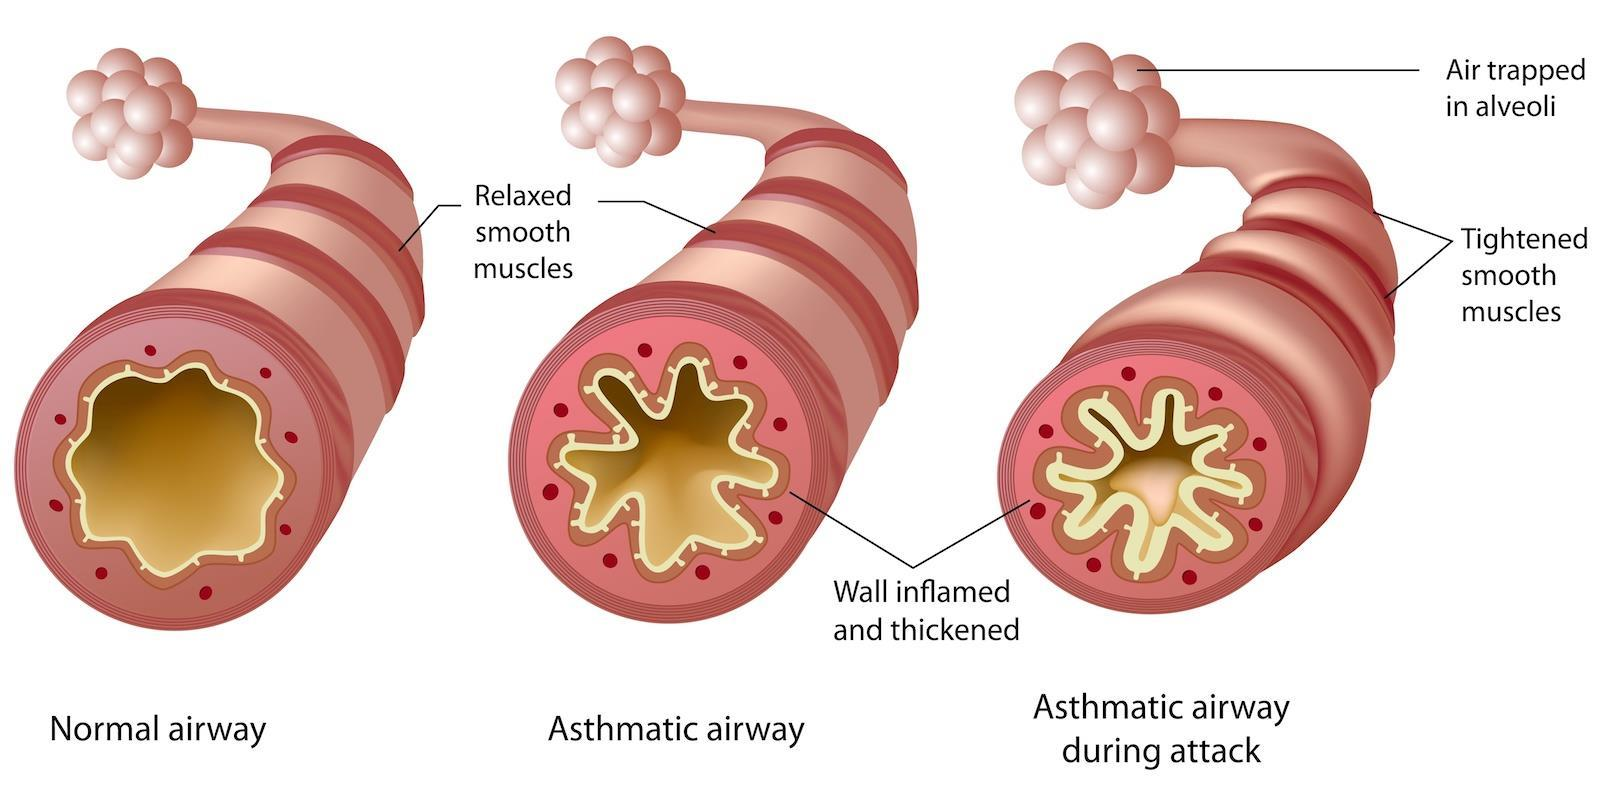 Air trapped
in alveoli
Relaxed
smooth
muscles
Tightened
smooth
muscles
Wall inflamed
and thickened
Normal airway
Asthmatic airway
Asthmatic airway
during attack